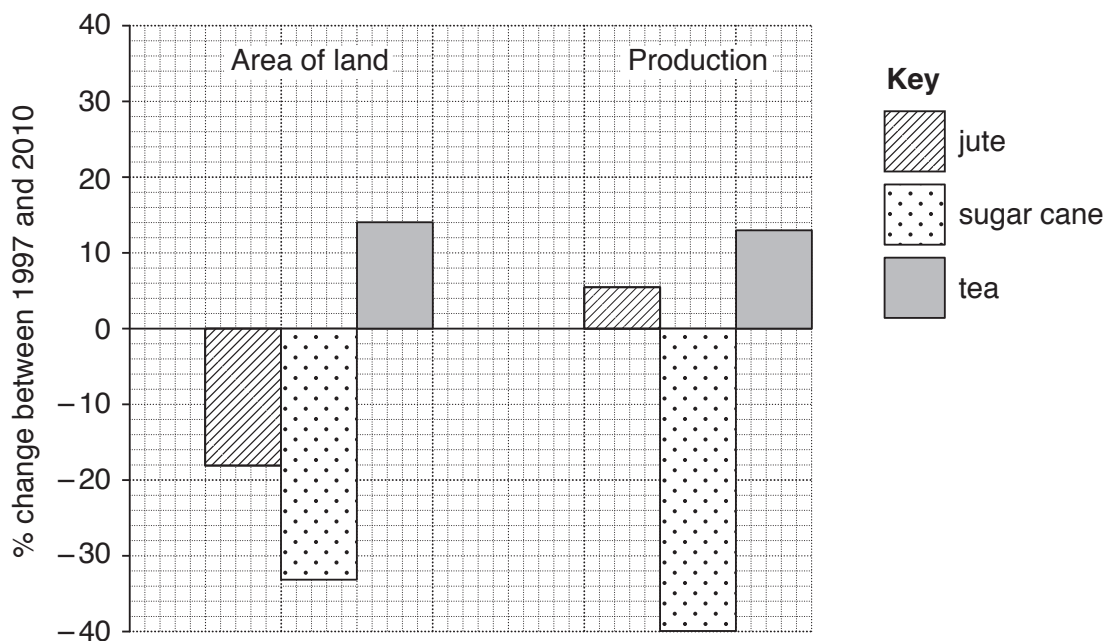 40
30
20
10
0
–10
–20
–30
–40
% change between 1997 and 2010
Area of land
Production
Key
jute
sugar cane
tea